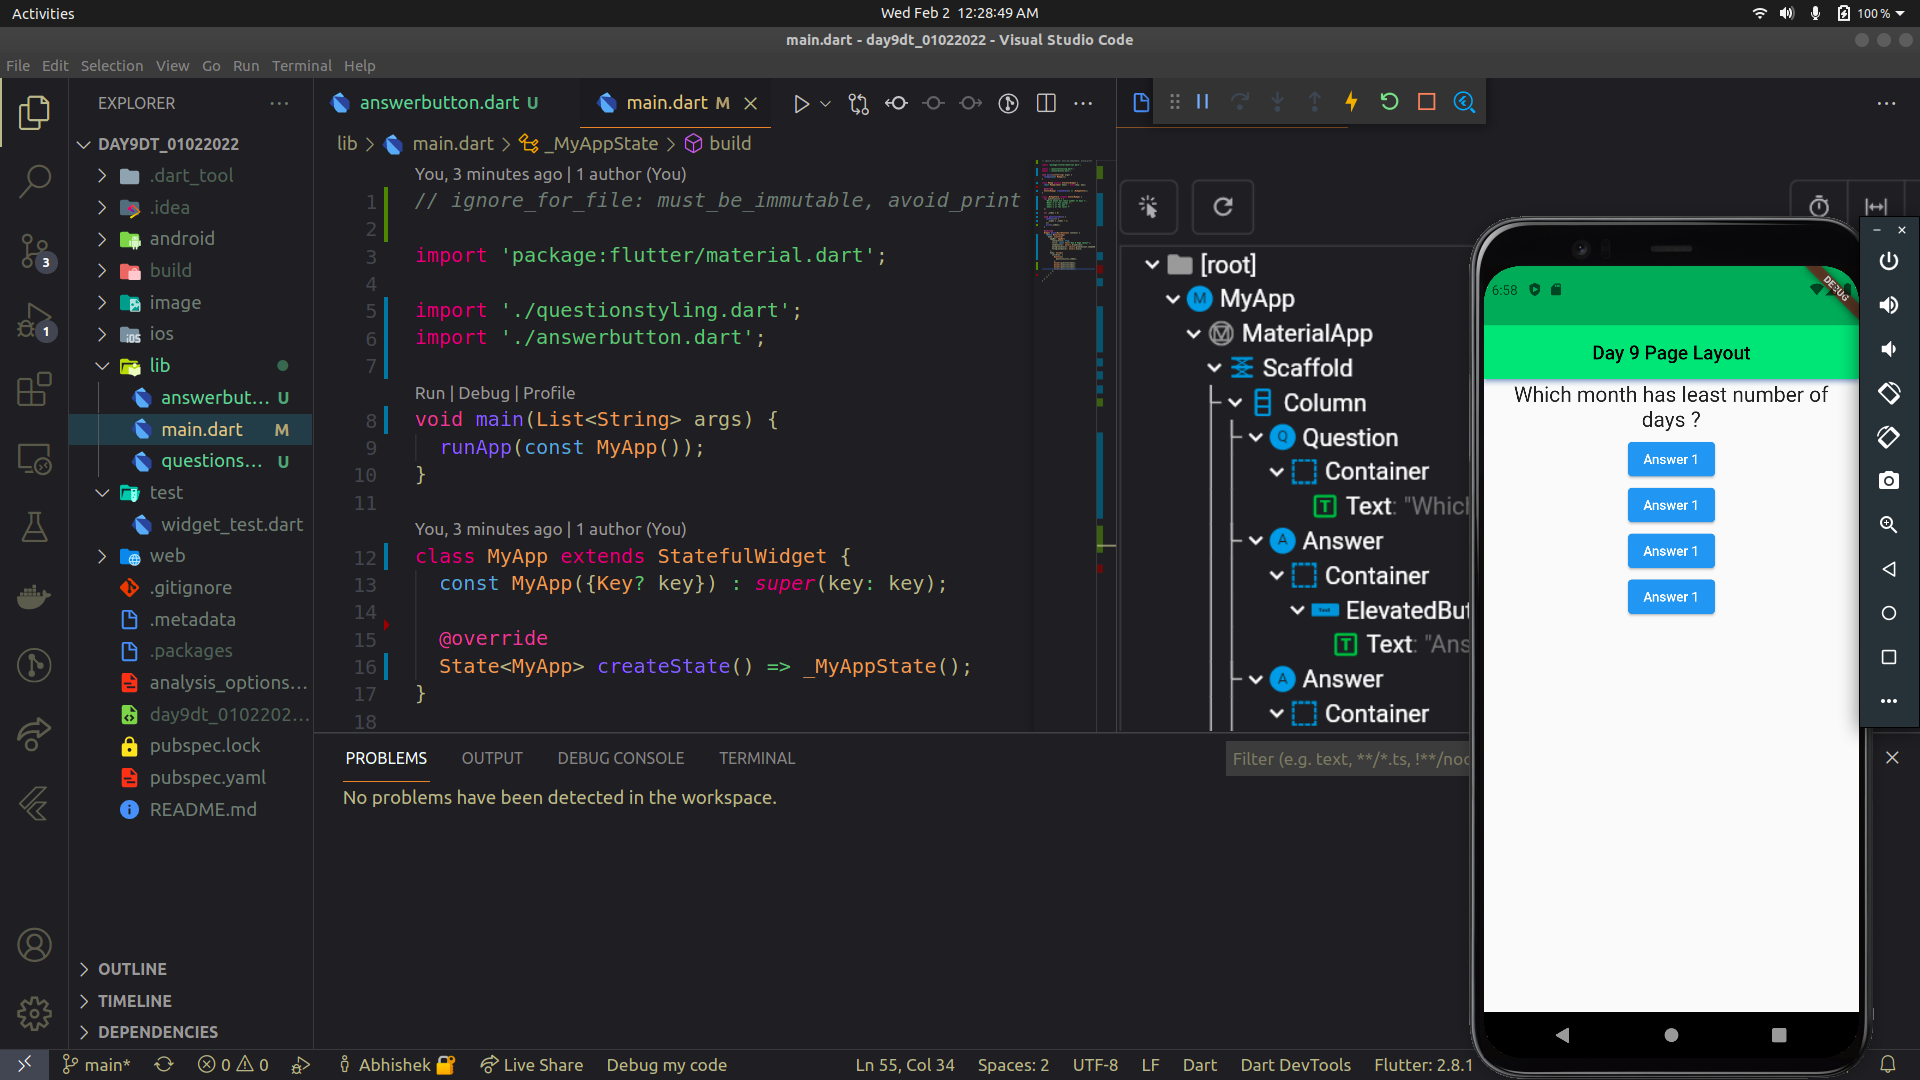 Activities
Wed Feb 2 12:28:49 AM
100 %
main.dart - day9dt_01022022 - Visual Studio Code
File Edit Selection View Go Run Terminal Help
EXPLORER
DAY9DT_01022022
.dart_tool
.idea
android
build
image
ios
lib
answerbut... U
main.dart M
questions... U
test
widget_test.dart
web
.gitignore
.metadata
.packages
analysis_options...
day9dt_0102202...
pubspec.lock
pubspec.yaml
README.md
OUTLINE
TIMELINE
DEPENDENCIES
3
1
answerbutton.dart U
main.dart M
lib > main.dart > _MyAppState > build
You, 3 minutes ago | 1 author (You)
1 // ignore_for_file: must_be_immutable, avoid_print
2
3 import 'package:flutter/material.dart';
4
5 import './questionstyling.dart';
6 import './answerbutton.dart';
7
Run | Debug | Profile
8 void main(List<String> args) {
9 runApp(const MyApp());
10 }
11
You, 3 minutes ago | 1 author (You)
12 class MyApp extends StatefulWidget {
13 const MyApp({Key? key}) : super(key: key);
14
15 @override
16 State<MyApp> createState() => _MyAppState();
17 }
18
[root]
M MyApp
MaterialApp
Scaffold
Column
Q Question
Container
T Text: "Which
A Answer
Container
ElevatedBut
T Text: "Ans
A Answer
Container
PROBLEMS OUTPUT DEBUG CONSOLE TERMINAL
Filter (e.g. text, **/*.ts, !**/noc
No problems have been detected in the workspace.
6:58
DEBUG
Day 9 Page Layout
Which month has least number of
days ?
Answer 1
Answer 1
Answer 1
Answer 1
main* 0 0 Abhishek Live Share Debug my code Ln 55, Col 34 Spaces: 2 UTF-8 LF Dart Dart DevTools Flutter: 2.8.1